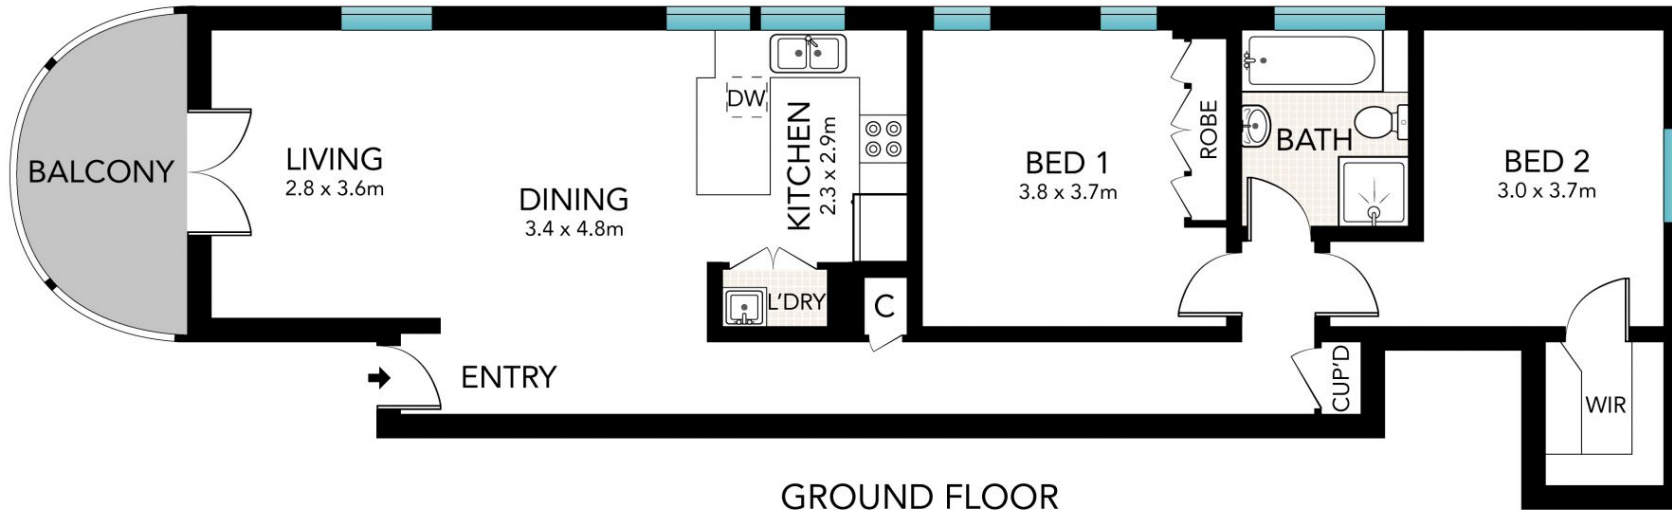 BALCONY
LIVING
2.8 x 3.6m
DINING
3.4 x 4.8m
DW
KITCHEN
2.3 x 2.9m
L'DRY
C
BED 1
3.8 x 3.7m
ROBE
BATH
BED 2
3.0 x 3.7m
ENTRY
CUP'D
WIR
GROUND FLOOR